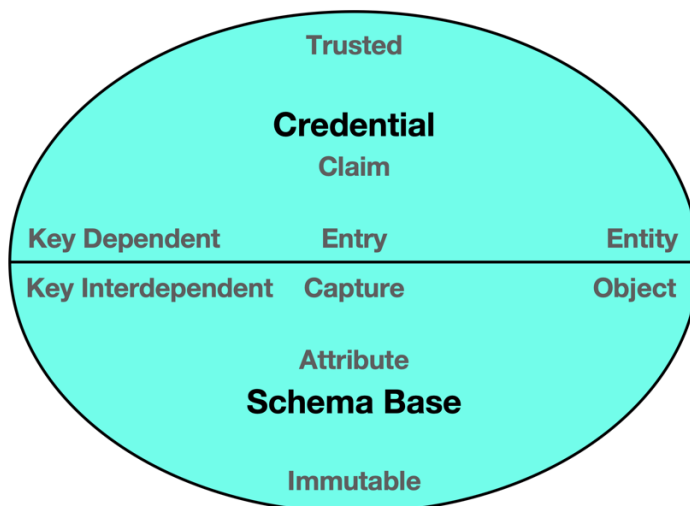 Trusted
Credential
Claim
Key Dependent Entry Entity
Key Interdependent Capture Object
Attribute
Schema Base
Immutable